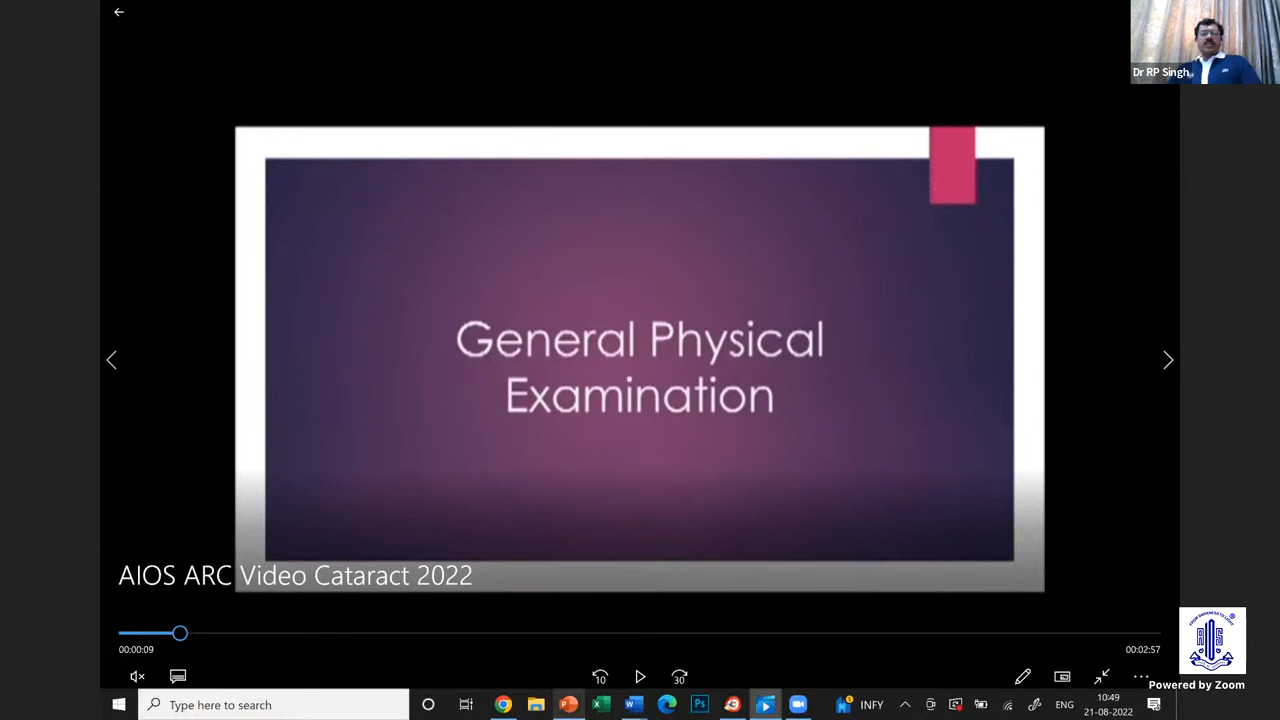 Dr RP Singh
General Physical
Examination
AIOS ARC Video Cataract 2022
00:00:09
00:02:57
10
30
Powered by Zoom
Type here to search
INFY
ENG
10:49
21-08-2022